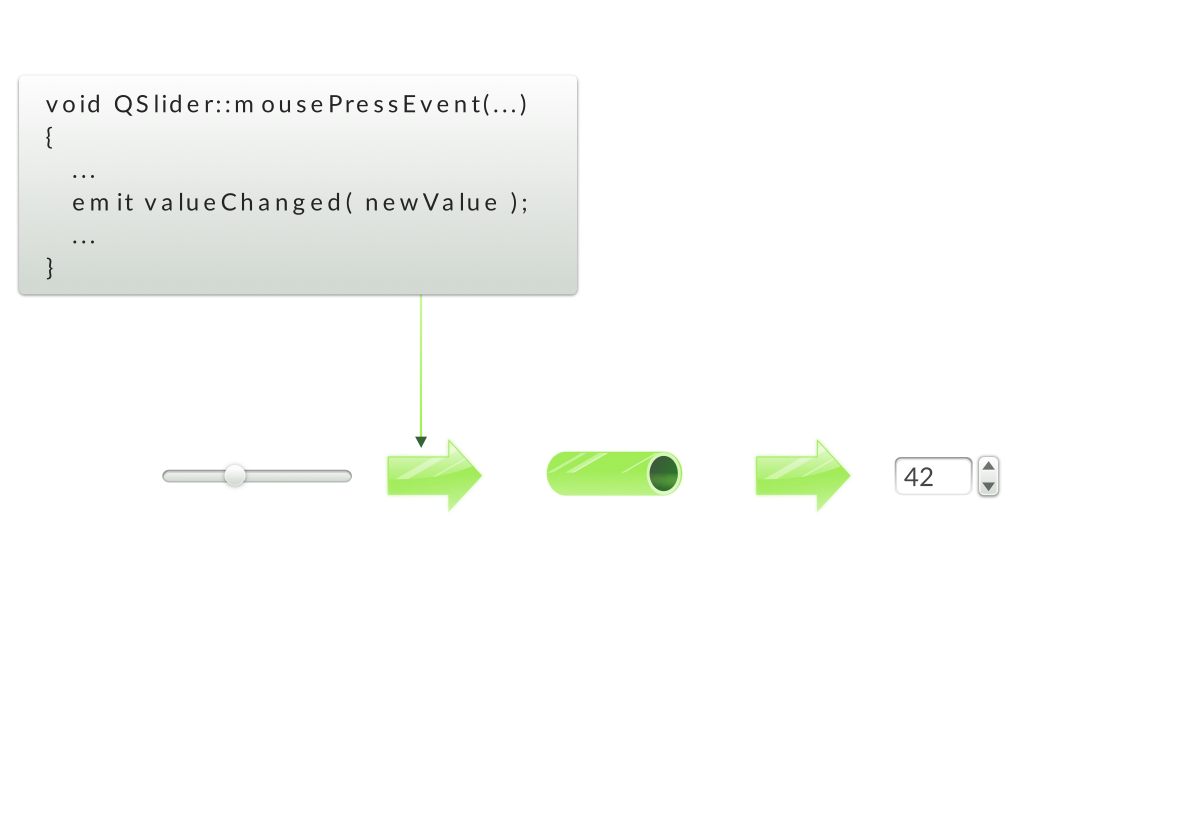 void QSlider::mousePressEvent(...)
{
...
emit valueChanged( newValue );
...
}
42